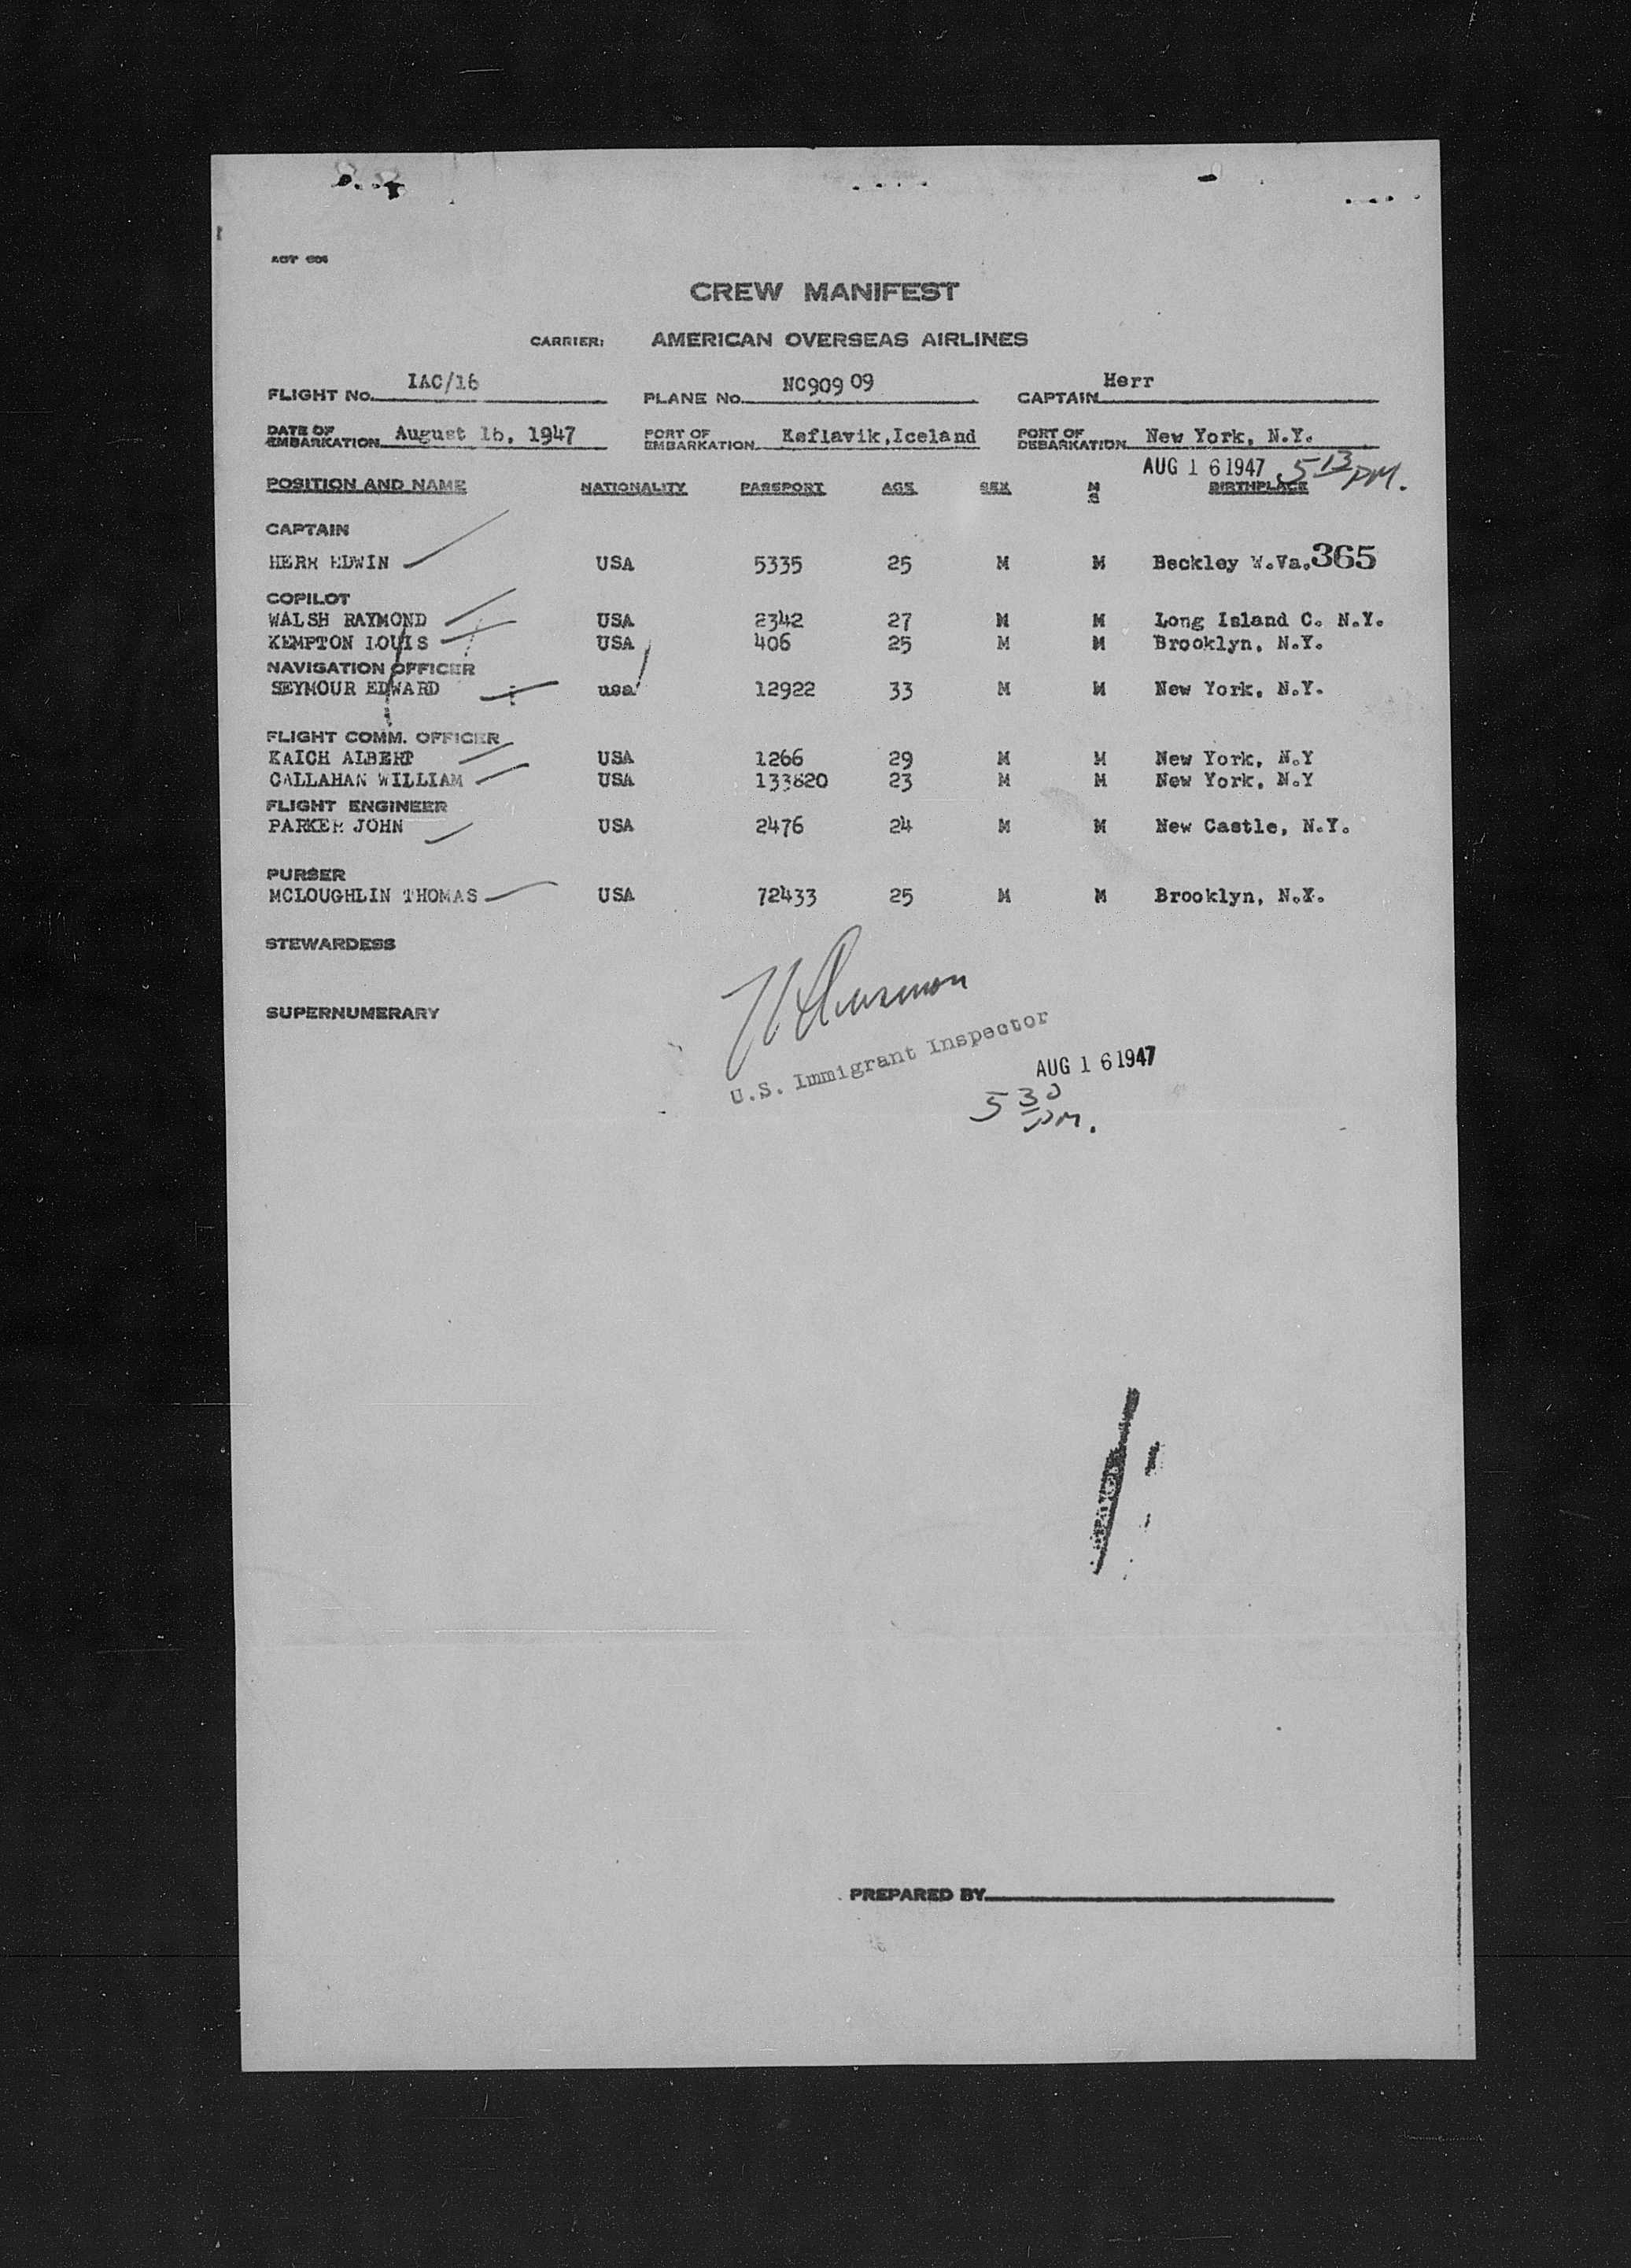 CREW MANIFEST
CARRIER: AMERICAN OVERSEAS AIRLINES
FLIGHT No. IAC/16 PLANE No. NC90909 CAPTAIN Herr
DATE OF EMBARKATION August 16, 1947 PORT OF EMBARKATION Keflavik,Iceland PORT OF DEBARKATION New York, N.Y.
AUG 16 1947 5 13 PM.
POSITION AND NAME NATIONALITY PASSPORT AGE SEX M S BIRTHPLACE
CAPTAIN
HERR EDWIN USA 5335 25 M M Beckley W.Va. 365
COPILOT
WALSH RAYMOND USA 2342 27 M M Long Island C. N.Y.
KEMPTON LOUIS USA 406 25 M M Brooklyn, N.Y.
NAVIGATION OFFICER
SEYMOUR EDWARD usa 12922 33 M M New York, N.Y.
FLIGHT COMM. OFFICER
KAICH ALBERT USA 1266 29 M M New York, N.Y
CALLAHAN WILLIAM USA 133820 23 M M New York, N.Y
FLIGHT ENGINEER
PARKER JOHN USA 2476 24 M M New Castle, N.Y.
PURSER
MCLOUGHLIN THOMAS USA 72433 25 M M Brooklyn, N.Y.
STEWARDESS
SUPERNUMERARY
U.S. Immigrant Inspector
AUG 16 1947
5 30 PM.
PREPARED BY